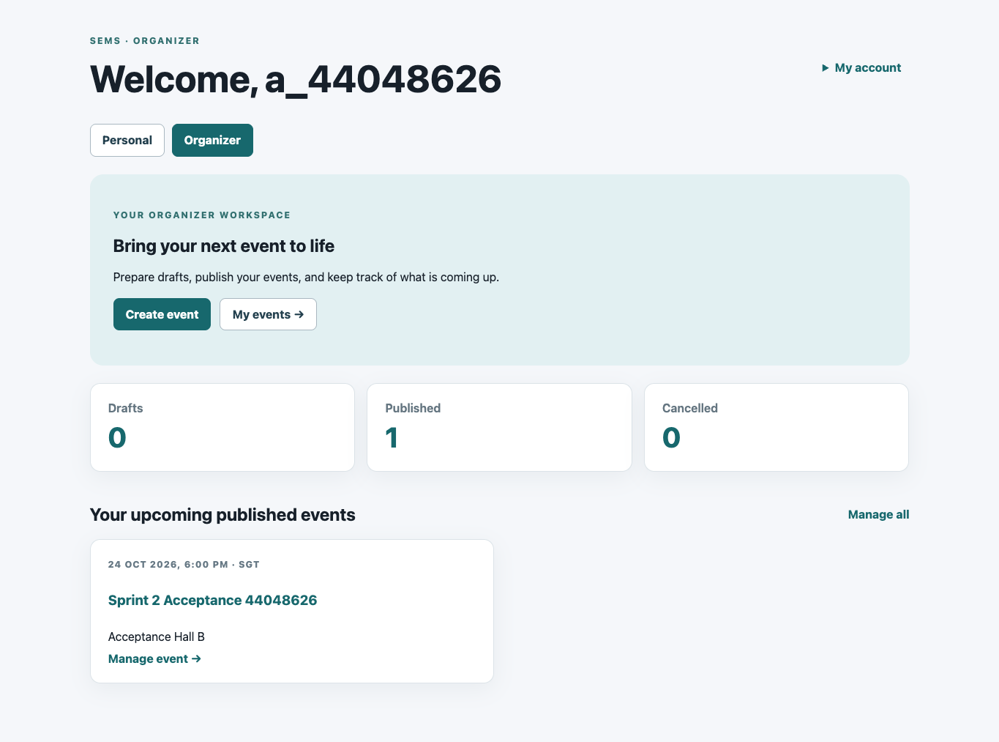 SEMS · ORGANIZER
Welcome, a_44048626
▶ My account
Personal
Organizer
YOUR ORGANIZER WORKSPACE
Bring your next event to life
Prepare drafts, publish your events, and keep track of what is coming up.
Create event
My events →
Drafts
0
Published
1
Cancelled
0
Your upcoming published events
Manage all
24 OCT 2026, 6:00 PM · SGT
Sprint 2 Acceptance 44048626
Acceptance Hall B
Manage event →